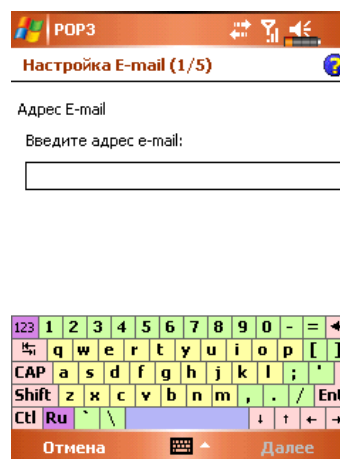 POP3
Настройка E-mail (1/5)
Адрес E-mail
Введите адрес e-mail:
123 1 2 3 4 5 6 7 8 9 0 - =
q w e r t y u i o p [ ]
CAP a s d f g h j k l ; '
Shift z x c v b n m , . / Ent
Ctl Ru ` \
Отмена Далее